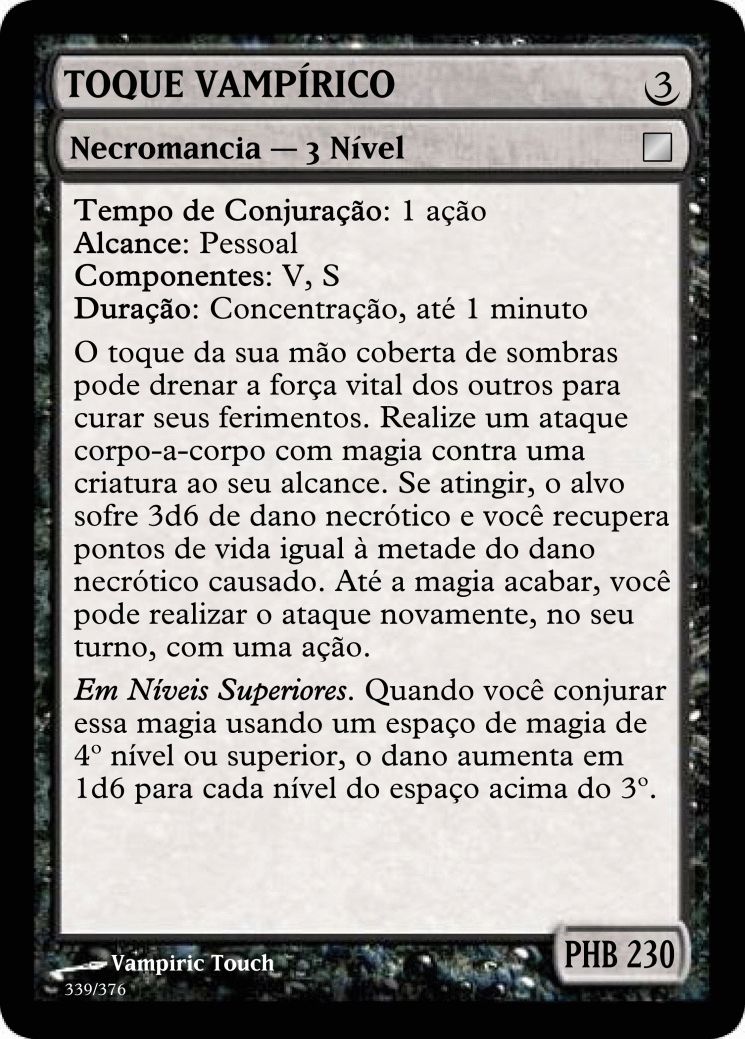 TOQUE VAMPÍRICO 3
Necromancia — 3 Nível
Tempo de Conjuração: 1 ação
Alcance: Pessoal
Componentes: V, S
Duração: Concentração, até 1 minuto
O toque da sua mão coberta de sombras
pode drenar a força vital dos outros para
curar seus ferimentos. Realize um ataque
corpo-a-corpo com magia contra uma
criatura ao seu alcance. Se atingir, o alvo
sofre 3d6 de dano necrótico e você recupera
pontos de vida igual à metade do dano
necrótico causado. Até a magia acabar, você
pode realizar o ataque novamente, no seu
turno, com uma ação.
Em Níveis Superiores. Quando você conjurar
essa magia usando um espaço de magia de
4º nível ou superior, o dano aumenta em
1d6 para cada nível do espaço acima do 3º.
PHB 230
Vampiric Touch
339/376